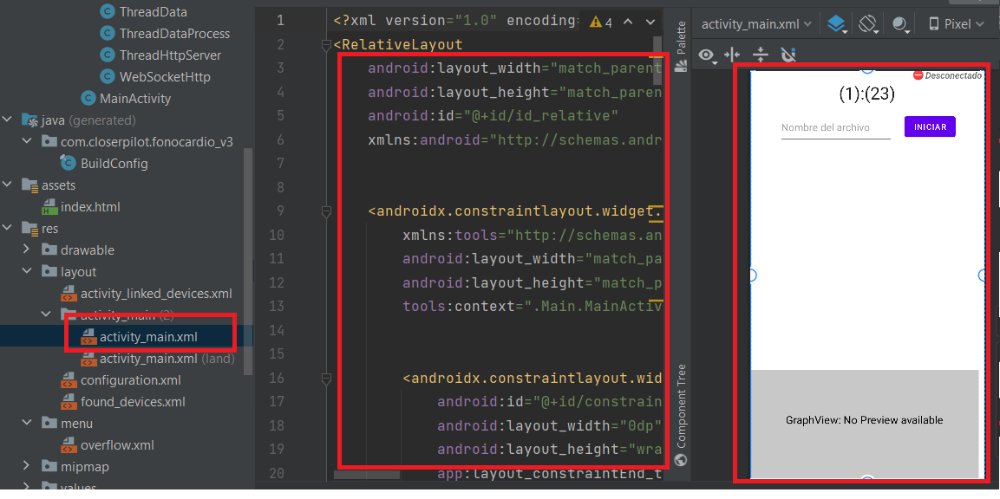 ThreadData
ThreadDataProcess
ThreadHttpServer
WebSocketHttp
MainActivity
java (generated)
com.closerpilot.fonocardio_v3
BuildConfig
assets
index.html
res
drawable
layout
activity_linked_devices.xml
activity_main (2)
activity_main.xml
activity_main.xml (land)
configuration.xml
found_devices.xml
menu
overflow.xml
mipmap
values
1 <?xml version="1.0" encoding=
4
2 <RelativeLayout
3 android:layout_width="match_parent
4 android:layout_height="match_paren
5 android:id="@+id/id_relative"
6 xmlns:android="http://schemas.andr
7
8
9 <androidx.constraintlayout.widget.
10 xmlns:tools="http://schemas.an
11 android:layout_width="match_pa
12 android:layout_height="match_p
13 tools:context=".Main.MainActiv
14
15
16 <androidx.constraintlayout.wid
17 android:id="@+id/constrain
18 android:layout_width="0dp"
19 android:layout_height="wra
20 app:layout_constraintEnd_t
Palette
Component Tree
activity_main.xml
Pixel
Desconectado
(1):(23)
Nombre del archivo
INICIAR
GraphView: No Preview available